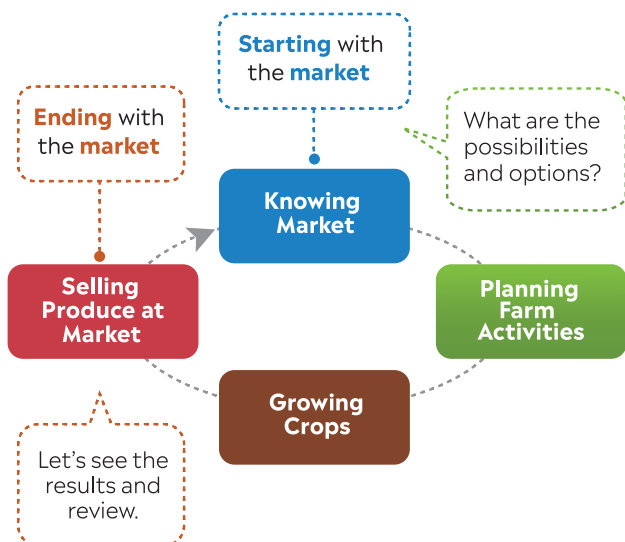 Starting with
the market
Ending with
the market
What are the
possibilities
and options?
Knowing
Market
Selling
Produce at
Market
Planning
Farm
Activities
Growing
Crops
Let’s see the
results and
review.